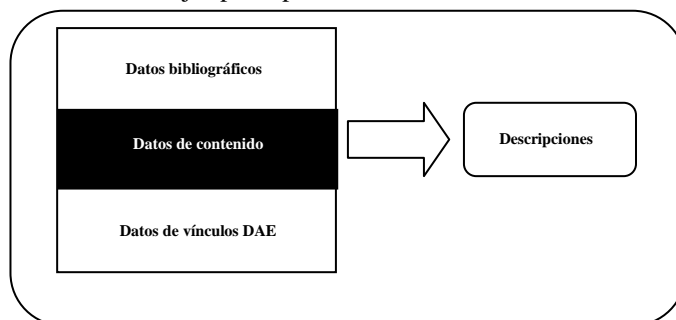 Datos bibliográficos
Datos de contenido
Descripciones
Datos de vínculos DAE